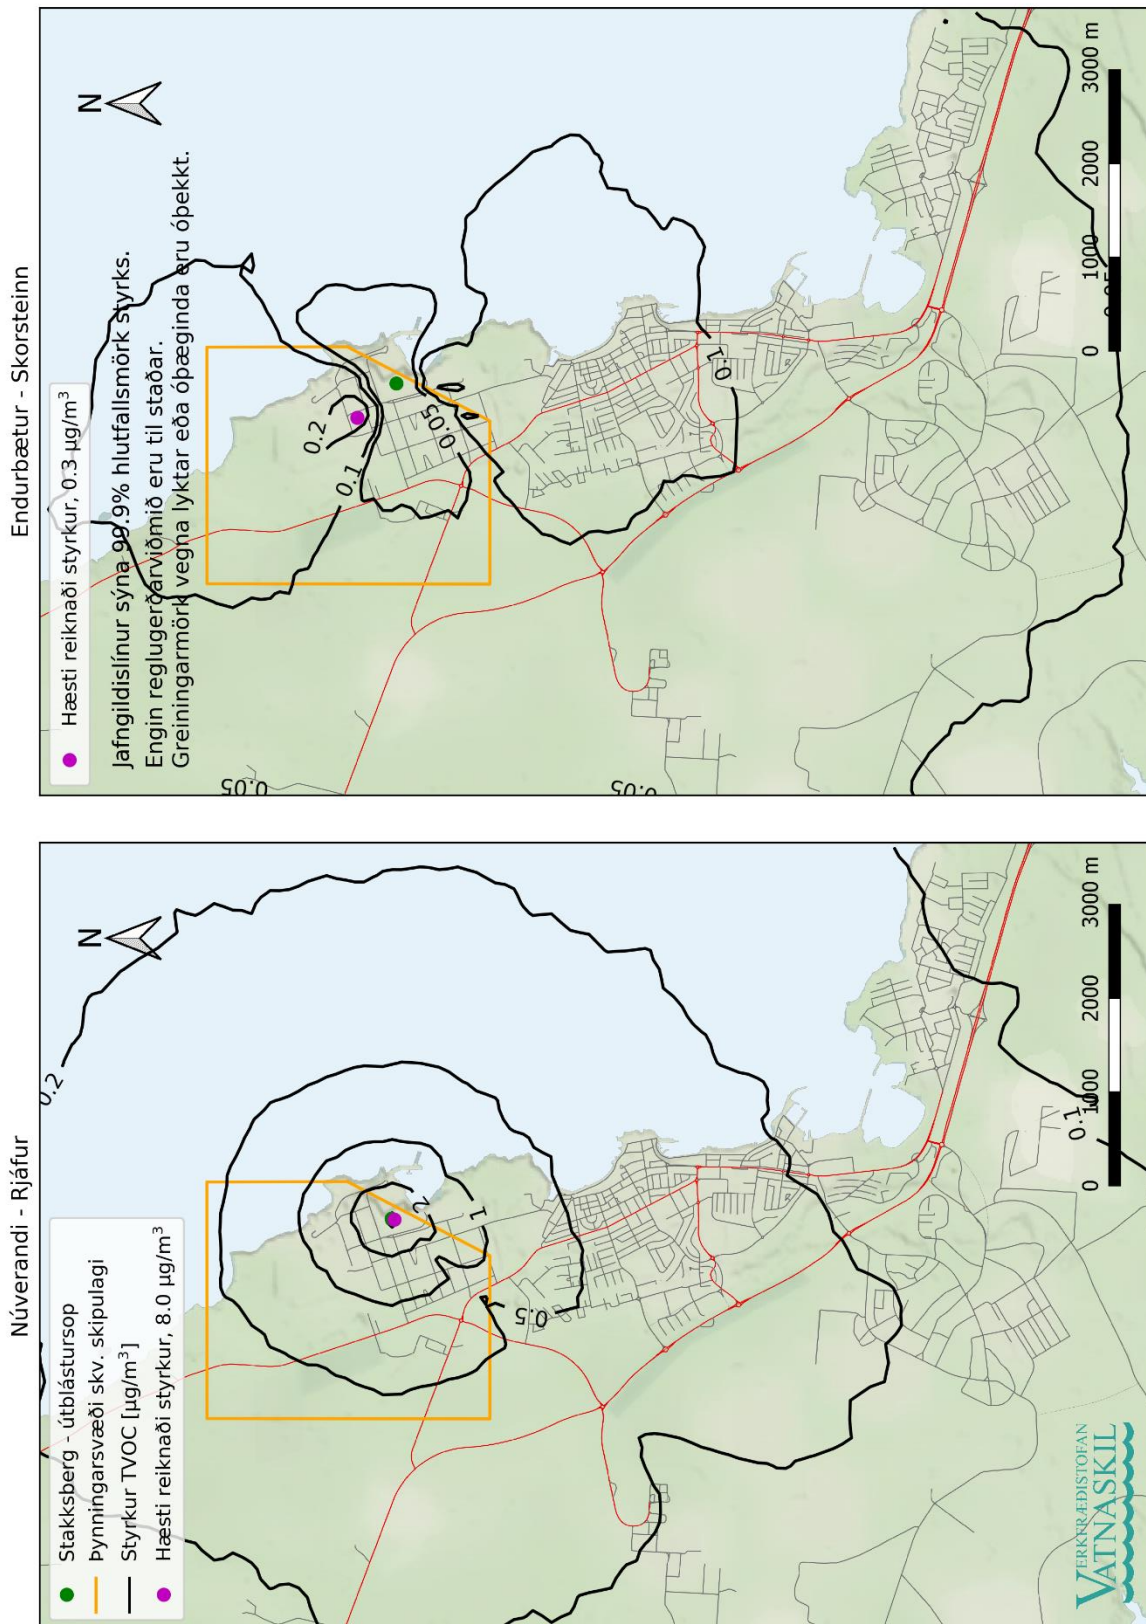 Núverandi - Rjáfur
Stakksberg - útblástursop
Þynningarsvæði skv. skipulagi
Styrkur TVOC [µg/m³]
Hæsti reiknaði styrkur, 8.0 µg/m³
N
0.2
2
1
0.5
0.1
0 1000 2000 3000 m
VERKFRÆÐISTOFAN
VATNASKIL
Endurbætur - Skorsteinn
Hæsti reiknaði styrkur, 0.3 µg/m³
Jafngildislínur sýna 99.9% hlutfallsmörk styrks.
Engin reglugerðarviðmið eru til staðar.
Greiningarmörk vegna lyktar eða óþæginda eru óþekkt.
N
0.2
0.1
0.05
0.1
0.05
0.05
0.05
0 1000 2000 3000 m